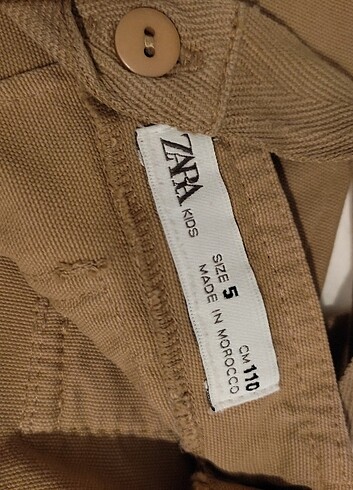 ZARA
KIDS
SIZE 5 CM 110
MADE IN MOROCCO